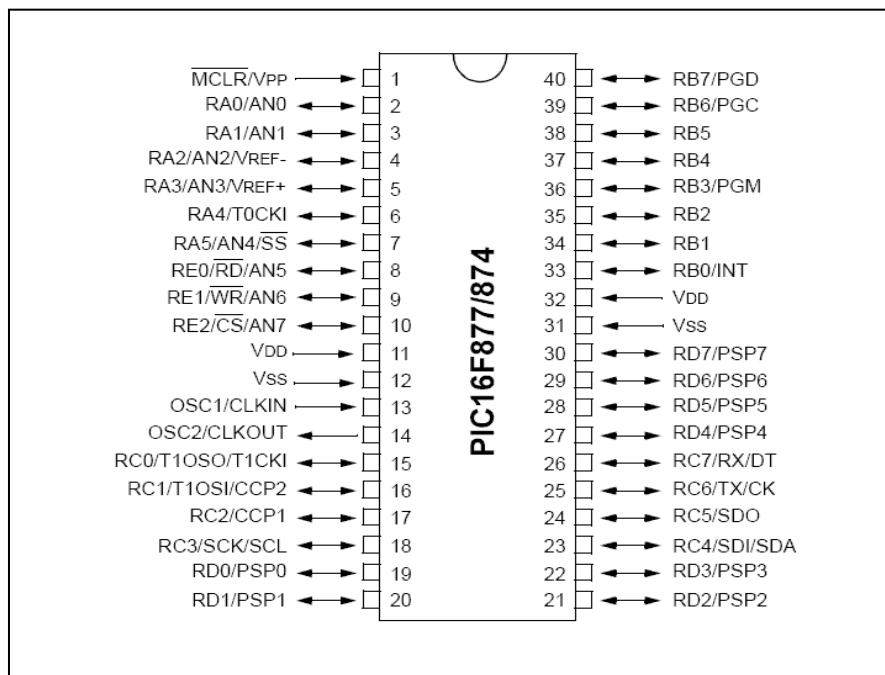 MCLR/VPP 1
RA0/AN0 2
RA1/AN1 3
RA2/AN2/VREF- 4
RA3/AN3/VREF+ 5
RA4/T0CKI 6
RA5/AN4/SS 7
RE0/RD/AN5 8
RE1/WR/AN6 9
RE2/CS/AN7 10
VDD 11
VSS 12
OSC1/CLKIN 13
OSC2/CLKOUT 14
RC0/T1OSO/T1CKI 15
RC1/T1OSI/CCP2 16
RC2/CCP1 17
RC3/SCK/SCL 18
RD0/PSP0 19
RD1/PSP1 20
PIC16F877/874
40 RB7/PGD
39 RB6/PGC
38 RB5
37 RB4
36 RB3/PGM
35 RB2
34 RB1
33 RB0/INT
32 VDD
31 VSS
30 RD7/PSP7
29 RD6/PSP6
28 RD5/PSP5
27 RD4/PSP4
26 RC7/RX/DT
25 RC6/TX/CK
24 RC5/SDO
23 RC4/SDI/SDA
22 RD3/PSP3
21 RD2/PSP2